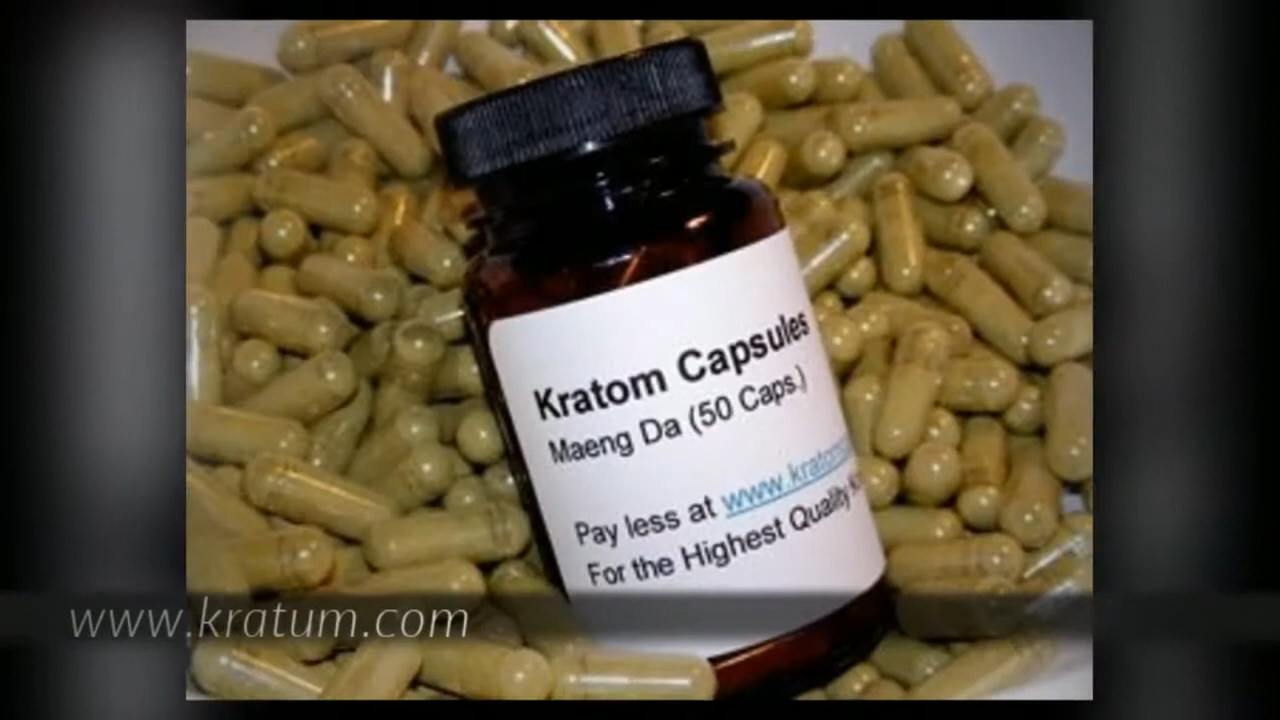 Kratom Capsules
Maeng Da (50 Caps.)
Pay less at
For the Highest Quality
www.kratum.com